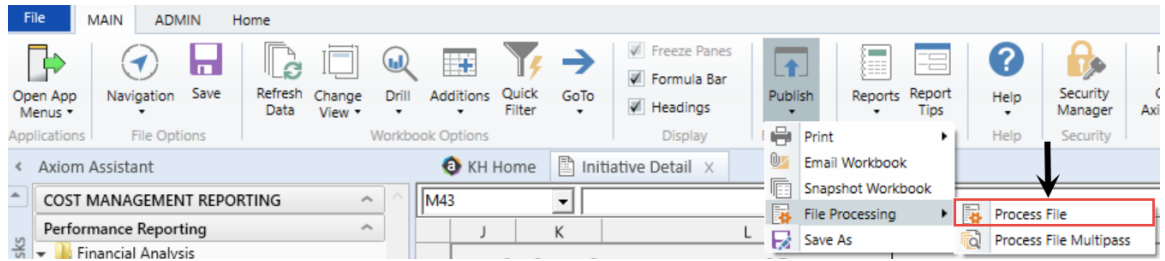 File MAIN ADMIN Home
Open App Menus
Navigation
Save
Refresh Data
Change View
Drill
Additions
Quick Filter
GoTo
Freeze Panes
Formula Bar
Headings
Publish
Reports
Report Tips
Help
Security Manager
Applications File Options Workbook Options Display Help Security
Axiom Assistant
KH Home
Initiative Detail
Print
Email Workbook
Snapshot Workbook
File Processing
Save As
Process File
Process File Multipass
COST MANAGEMENT REPORTING
Performance Reporting
Financial Analysis
M43
J K L